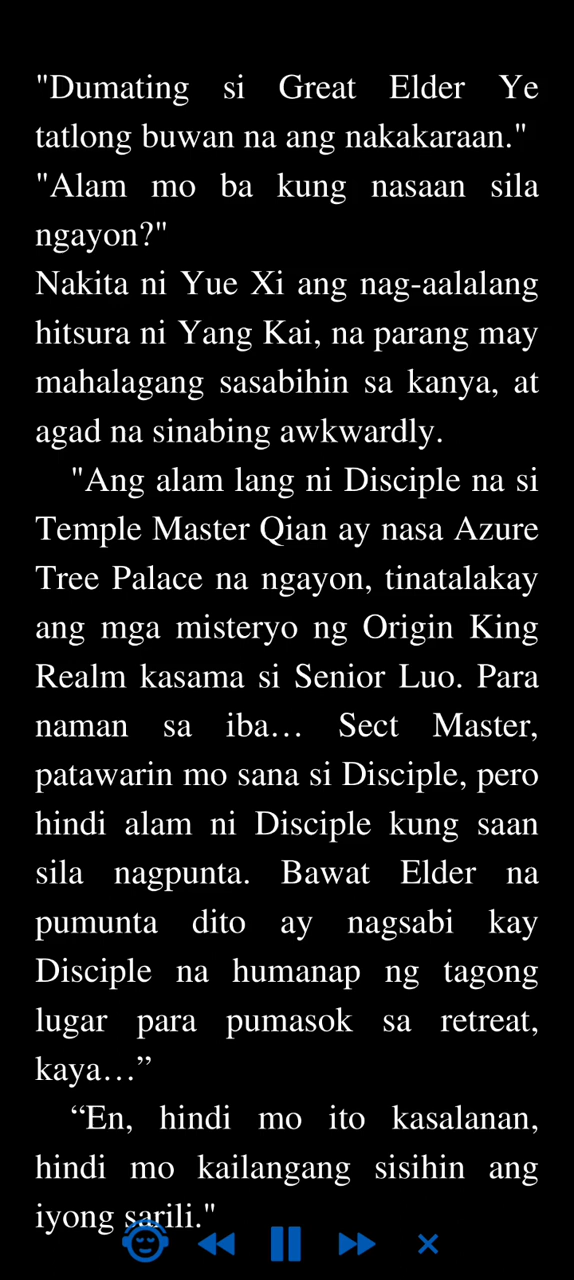 "Dumating si Great Elder Ye
tatlong buwan na ang nakakaraan."
"Alam mo ba kung nasaan sila
ngayon?"
Nakita ni Yue Xi ang nag-aalalang
hitsura ni Yang Kai, na parang may
mahalagang sasabihin sa kanya, at
agad na sinabing awkwardly.
"Ang alam lang ni Disciple na si
Temple Master Qian ay nasa Azure
Tree Palace na ngayon, tinatalakay
ang mga misteryo ng Origin King
Realm kasama si Senior Luo. Para
naman sa iba… Sect Master,
patawarin mo sana si Disciple, pero
hindi alam ni Disciple kung saan
sila nagpunta. Bawat Elder na
pumunta dito ay nagsabi kay
Disciple na humanap ng tagong
lugar para pumasok sa retreat,
kaya…”
“En, hindi mo ito kasalanan,
hindi mo kailangang sisihin ang
iyong sarili."